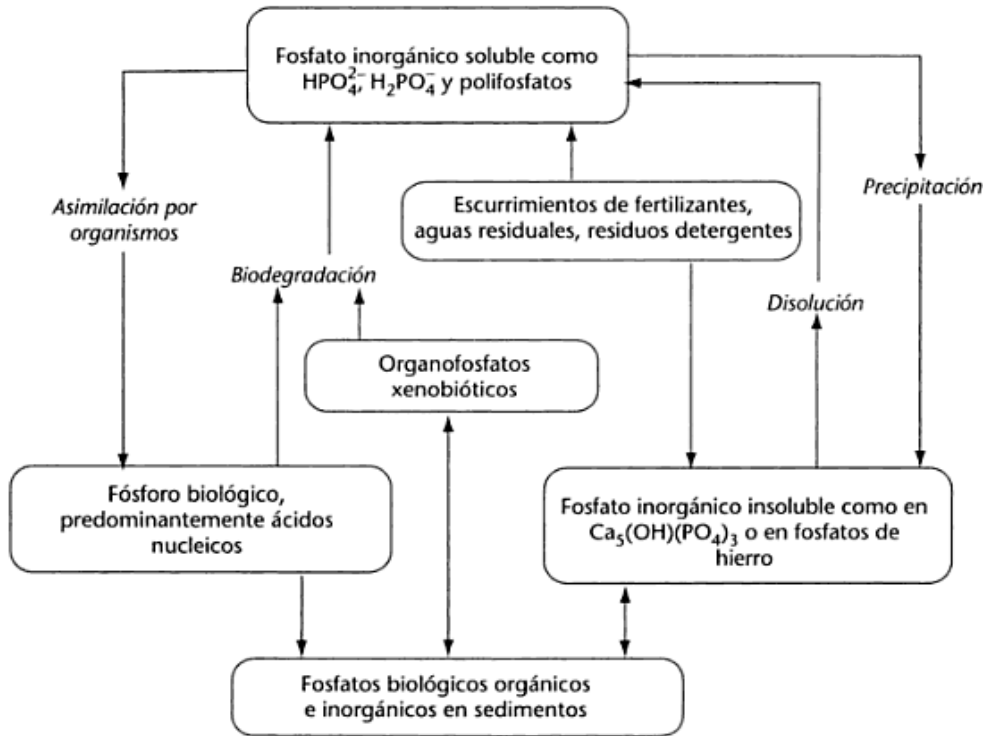 Fosfato inorgánico soluble como
HPO₄²⁻, H₂PO₄⁻ y polifosfatos
Asimilación por
organismos
Precipitación
Escurrimientos de fertilizantes,
aguas residuales, residuos detergentes
Biodegradación
Disolución
Organofosfatos
xenobióticos
Fósforo biológico,
predominantemente ácidos
nucleicos
Fosfato inorgánico insoluble como en
Ca₅(OH)(PO₄)₃ o en fosfatos de
hierro
Fosfatos biológicos orgánicos
e inorgánicos en sedimentos